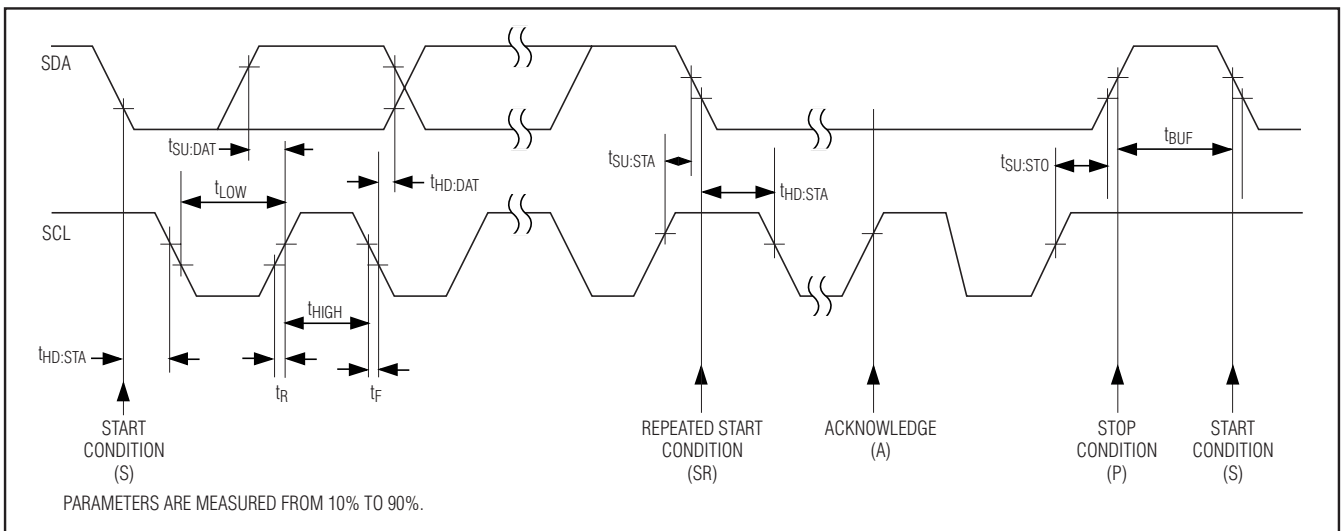 SDA
tSU:DAT
tLOW
tHD:DAT
tSU:STA
tHD:STA
tSU:STO
tBUF
SCL
tHIGH
tHD:STA
tR
tF
START
CONDITION
(S)
REPEATED START
CONDITION
(SR)
ACKNOWLEDGE
(A)
STOP
CONDITION
(P)
START
CONDITION
(S)
PARAMETERS ARE MEASURED FROM 10% TO 90%.